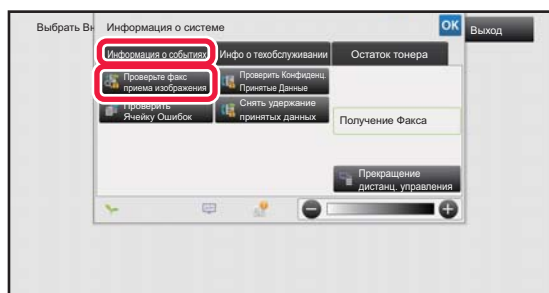 Выбрать Вн
Информация о системе
OK
Выход
Информация о событиях
Инфо о техобслуживании
Остаток тонера
Проверьте факс
приема изображения
Проверить Конфиденц.
Принятые Данные
Проверить
Ячейку Ошибок
Снять удержание
принятых данных
Получение Факса
Прекращение
дистанц. управления